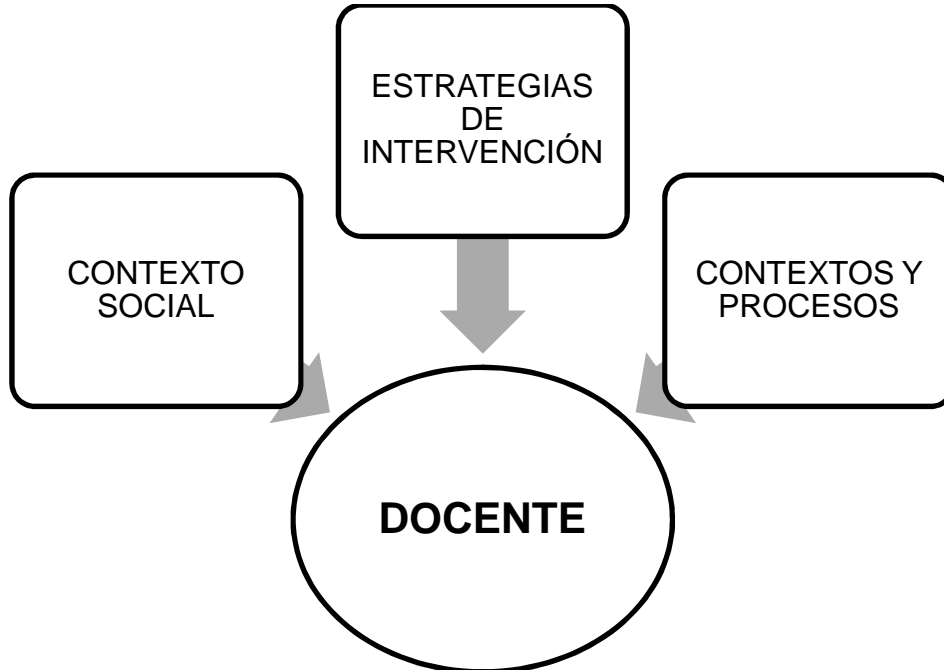 ESTRATEGIAS
DE
INTERVENCIÓN
CONTEXTO
SOCIAL
CONTEXTOS Y
PROCESOS
DOCENTE